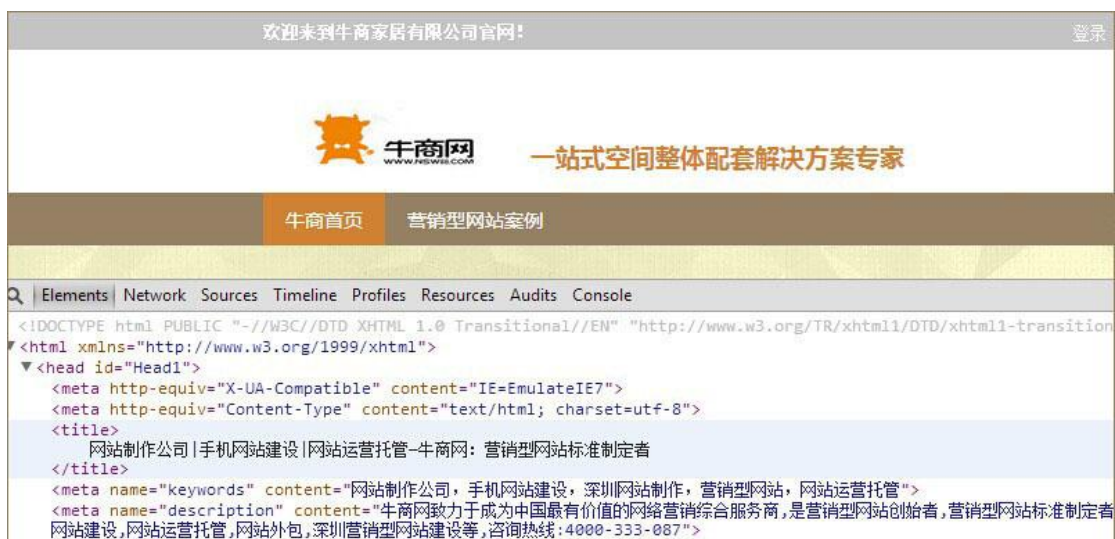 欢迎来到牛商家居有限公司官网！
登录
牛商网
WWW.NSW88.COM
一站式空间整体配套解决方案专家
牛商首页 营销型网站案例
Elements Network Sources Timeline Profiles Resources Audits Console
<!DOCTYPE html PUBLIC "-//W3C//DTD XHTML 1.0 Transitional//EN" "http://www.w3.org/TR/xhtml1/DTD/xhtml1-transition
<html xmlns="http://www.w3.org/1999/xhtml">
<head id="Head1">
<meta http-equiv="X-UA-Compatible" content="IE=EmulateIE7">
<meta http-equiv="Content-Type" content="text/html; charset=utf-8">
<title>
网站制作公司|手机网站建设|网站运营托管-牛商网：营销型网站标准制定者
</title>
<meta name="keywords" content="网站制作公司，手机网站建设，深圳网站制作，营销型网站，网站运营托管">
<meta name="description" content="牛商网致力于成为中国最有价值的网络营销综合服务商,是营销型网站创始者,营销型网站标准制定者
网站建设,网站运营托管,网站外包,深圳营销型网站建设等,咨询热线:4000-333-087">